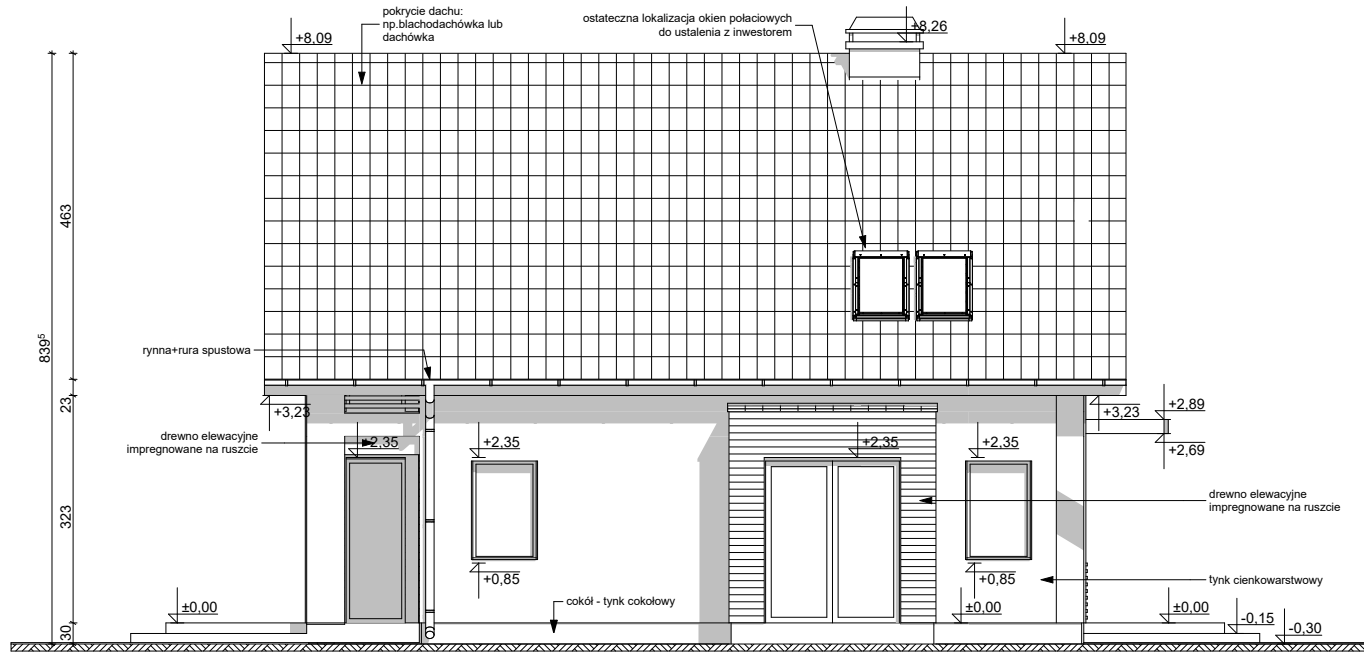 pokrycie dachu:
np.blachodachówka lub
dachówka
ostateczna lokalizacja okien połaciowych
do ustalenia z inwestorem
+8,09
+8,26
+8,09
463
839⁵
rynna+rura spustowa
23
+3,23
+3,23
+2,89
+2,69
drewno elewacyjne
impregnowane na ruszcie
+2,35
+2,35
+2,35
+2,35
drewno elewacyjne
impregnowane na ruszcie
323
+0,85
+0,85
tynk cienkowarstwowy
±0,00
cokół - tynk cokołowy
±0,00
±0,00
-0,15
-0,30
30